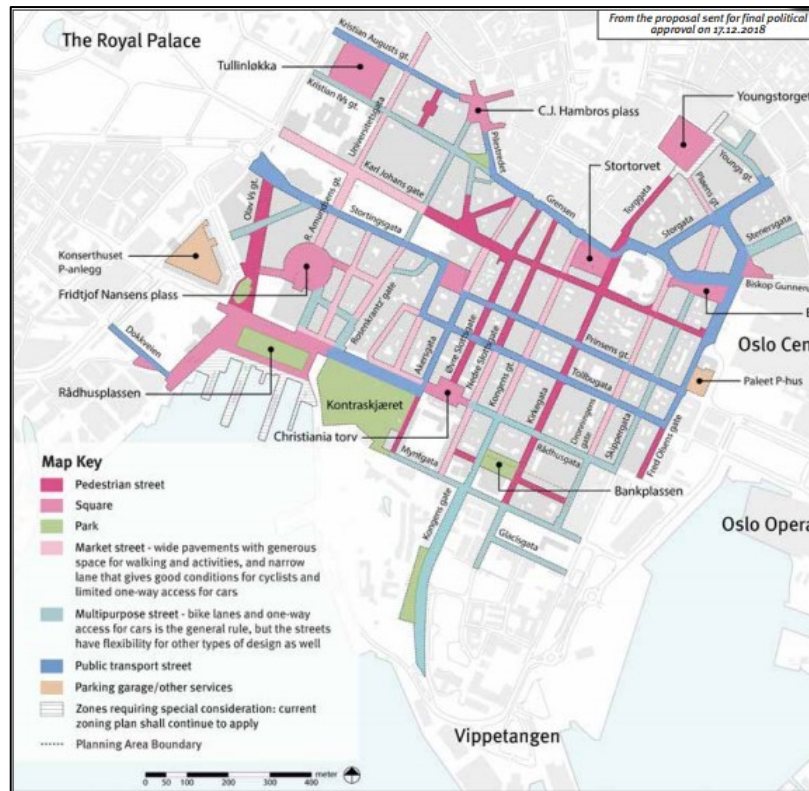 From the proposal sent for final political
approval on 17.12.2018
The Royal Palace
Kristian Augusts gt.
Tullinløkka
Kristian IVs gt.
Universitetsgata
C.J. Hambros plass
Pilestredet
Youngstorget
Youngs gt.
Pløens gt.
Torggata
Stortorvet
Karl Johans gate
Grensen
Storgata
Stenersgata
Olav Vs gt.
R. Amundsens gt.
Stortingsgata
Konserthuset
P-anlegg
Fridtjof Nansens plass
Rosenkrantz' gate
Biskop Gunnerus
Akersgata
Øvre Slottsgate
Nedre Slottsgate
Kongens gt.
Prinsens gt.
Tollbugata
Oslo Cen
Dokkveien
Rådhusplassen
Kontraskjæret
Kirkegata
Dronningens
gate
Skippergata
Paleet P-hus
Christiania torv
Rådhusgata
Fred Olsens gate
Myntgata
Bankplassen
Kongens gate
Glacisgata
Oslo Opera
Map Key
Pedestrian street
Square
Park
Market street - wide pavements with generous
space for walking and activities, and narrow
lane that gives good conditions for cyclists and
limited one-way access for cars
Multipurpose street - bike lanes and one-way
access for cars is the general rule, but the streets
have flexibility for other types of design as well
Public transport street
Parking garage/other services
Zones requiring special consideration: current
zoning plan shall continue to apply
Planning Area Boundary
Vippetangen
0 50 100 200 300 400 meter